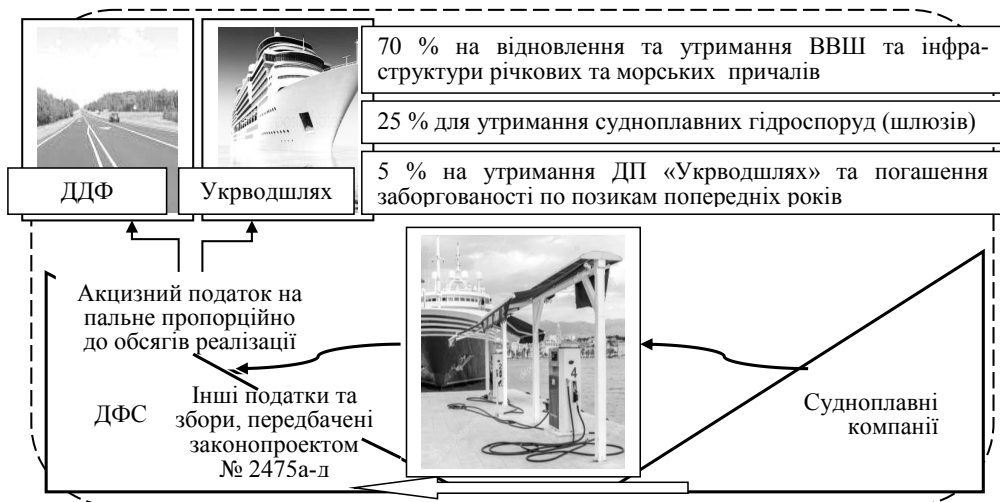 70 % на відновлення та утримання ВВШ та інфра-
структури річкових та морських причалів
25 % для утримання судноплавних гідроспоруд (шлюзів)
5 % на утримання ДП «Укрводшлях» та погашення
заборгованості по позикам попередніх років
ДДФ
Укрводшлях
Акцизний податок на
пальне пропорційно
до обсягів реалізації
ДФС
Інші податки та
збори, передбачені
законопроектом
№ 2475а-д
4
Судноплавні
компанії